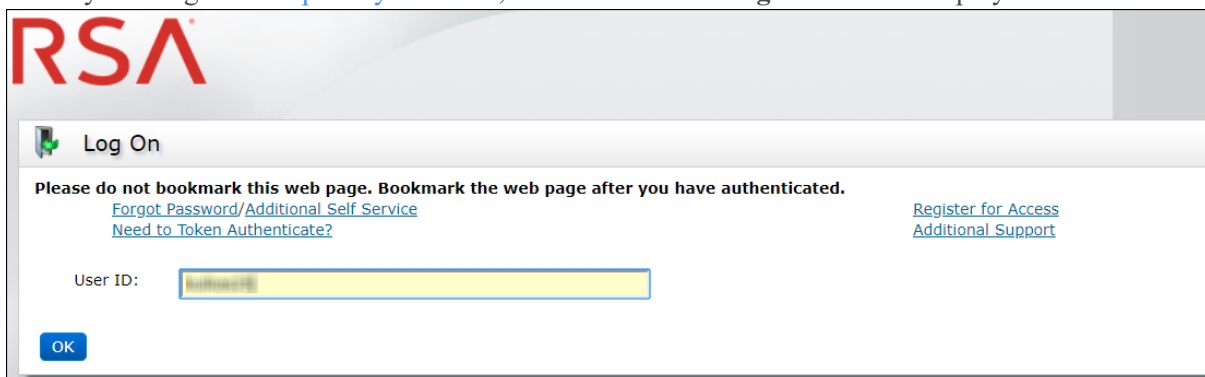 RSA
Log On
Please do not bookmark this web page. Bookmark the web page after you have authenticated.
Forgot Password/Additional Self Service
Register for Access
Need to Token Authenticate?
Additional Support
User ID:
OK